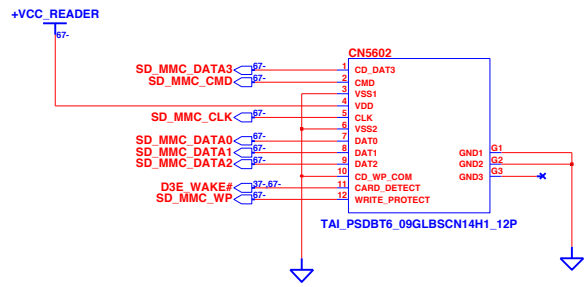 +VCC_READER
67-
CN5602
SD_MMC_DATA3 67- 1 CD_DAT3
SD_MMC_CMD 67- 2 CMD
3 VSS1
4 VDD
SD_MMC_CLK 67- 5 CLK
6 VSS2
SD_MMC_DATA0 67- 7 DAT0
SD_MMC_DATA1 67- 8 DAT1 GND1 G1
SD_MMC_DATA2 67- 9 DAT2 GND2 G2
10 CD_WP_COM GND3 G3
D3E_WAKE# 37-,67- 11 CARD_DETECT
SD_MMC_WP 67- 12 WRITE_PROTECT
TAI_PSDBT6_09GLBSCN14H1_12P